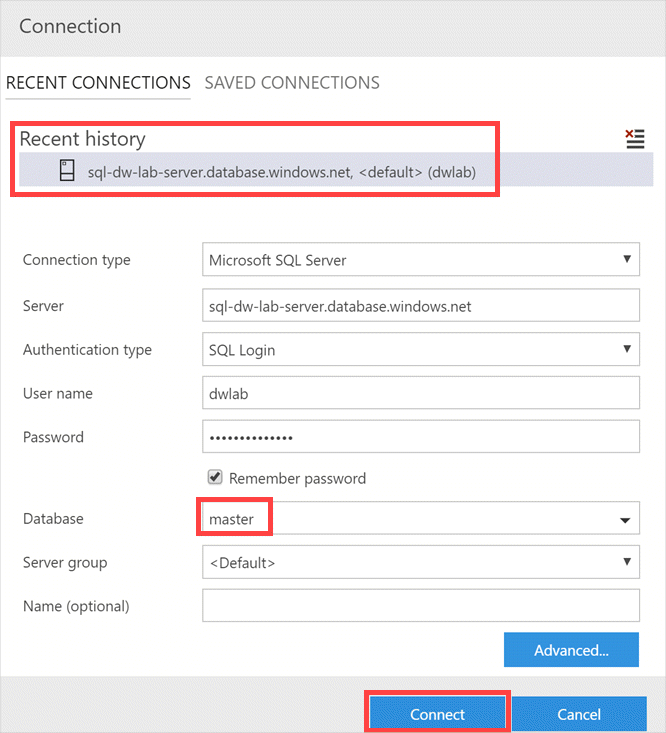 Connection
RECENT CONNECTIONS SAVED CONNECTIONS
Recent history
sql-dw-lab-server.database.windows.net, <default> (dwlab)
Connection type Microsoft SQL Server
Server sql-dw-lab-server.database.windows.net
Authentication type SQL Login
User name dwlab
Password ••••••••••••••
Remember password
Database master
Server group <Default>
Name (optional)
Advanced...
Connect Cancel